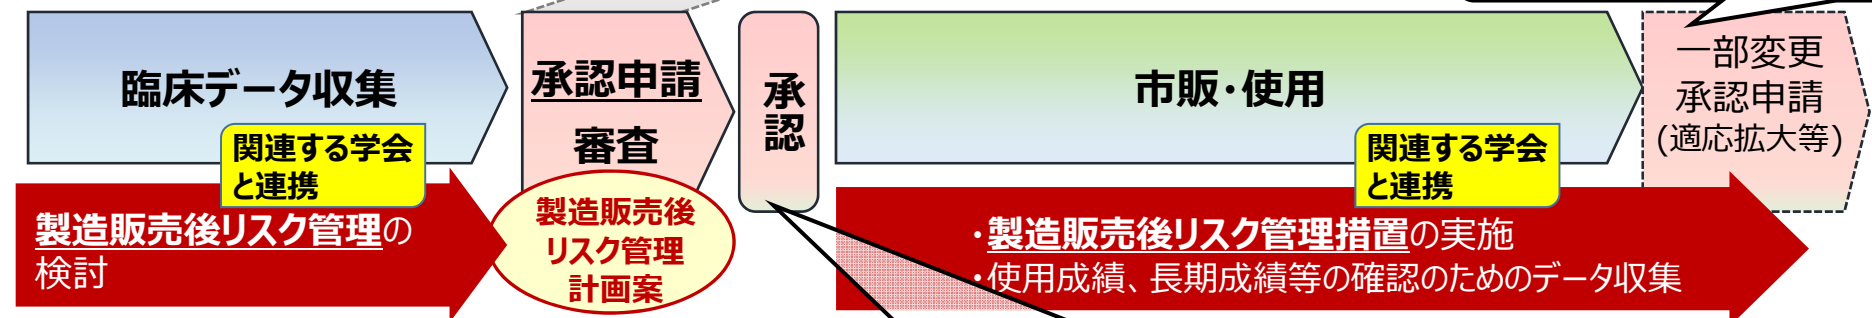 臨床データ収集
関連する学会
と連携
製造販売後リスク管理の
検討
承認申請
審査
製造販売後
リスク管理
計画案
承認
市販・使用
関連する学会
と連携
・製造販売後リスク管理措置の実施
・使用成績、長期成績等の確認のためのデータ収集
一部変更
承認申請
(適応拡大等)